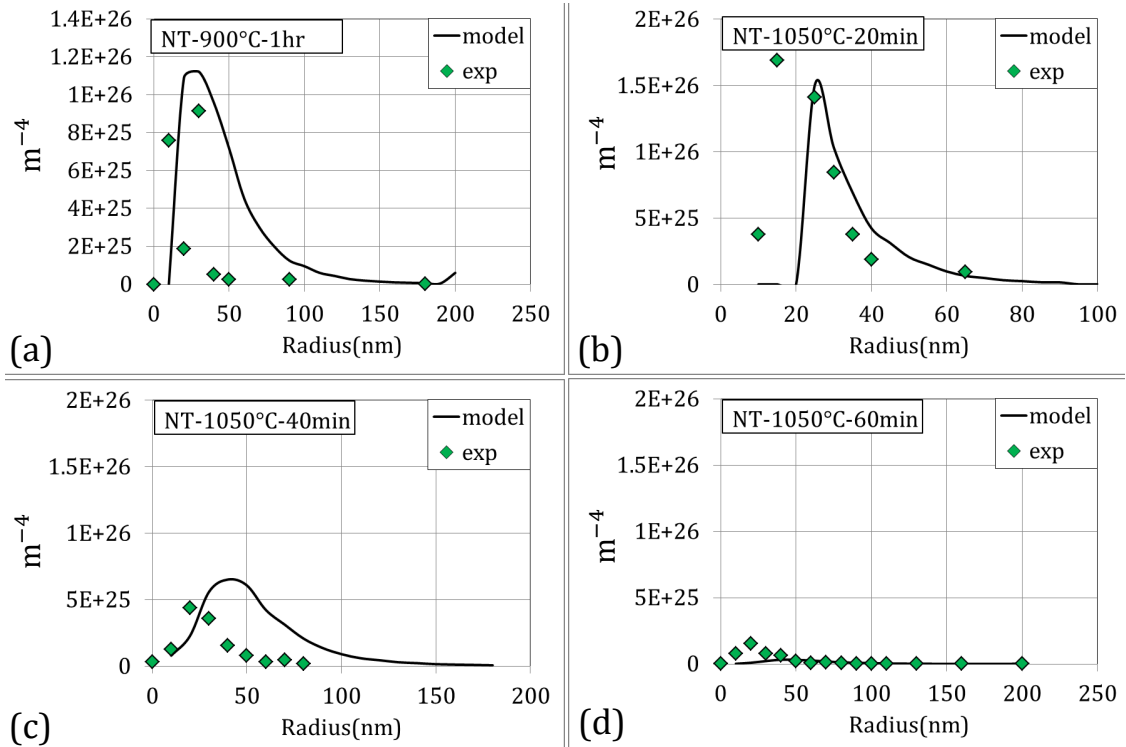 NT-900°C-1hr
model
exp
1.4E+26
1.2E+26
1E+26
8E+25
6E+25
4E+25
2E+25
0
m⁻⁴
0 50 100 150 200 250
Radius(nm)
(a)
NT-1050°C-20min
model
exp
2E+26
1.5E+26
1E+26
5E+25
0
m⁻⁴
0 20 40 60 80 100
Radius(nm)
(b)
NT-1050°C-40min
model
exp
2E+26
1.5E+26
1E+26
5E+25
0
m⁻⁴
0 50 100 150 200
Radius(nm)
(c)
NT-1050°C-60min
model
exp
2E+26
1.5E+26
1E+26
5E+25
0
m⁻⁴
0 50 100 150 200 250
Radius(nm)
(d)